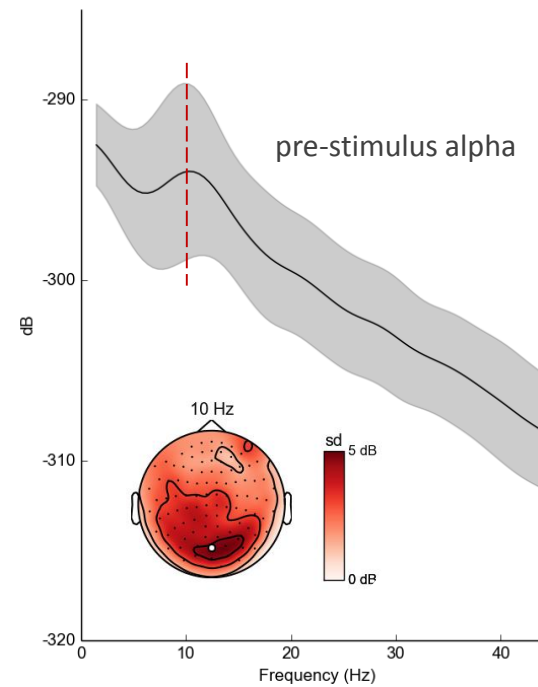 -290
pre-stimulus alpha
-300
dB
10 Hz
sd
5 dB
-310
0 dB
-320
0
10
20
30
40
Frequency (Hz)